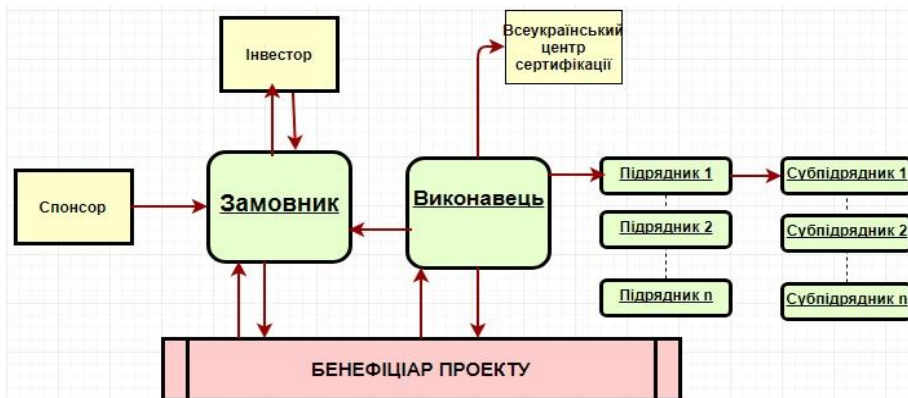 Всеукраїнський
центр
сертифікації
Інвестор
Спонсор
Замовник
Виконавець
Підрядник 1
Субпідрядник 1
Підрядник 2
Субпідрядник 2
Підрядник n
Субпідрядник n
БЕНЕФІЦІАР ПРОЕКТУ